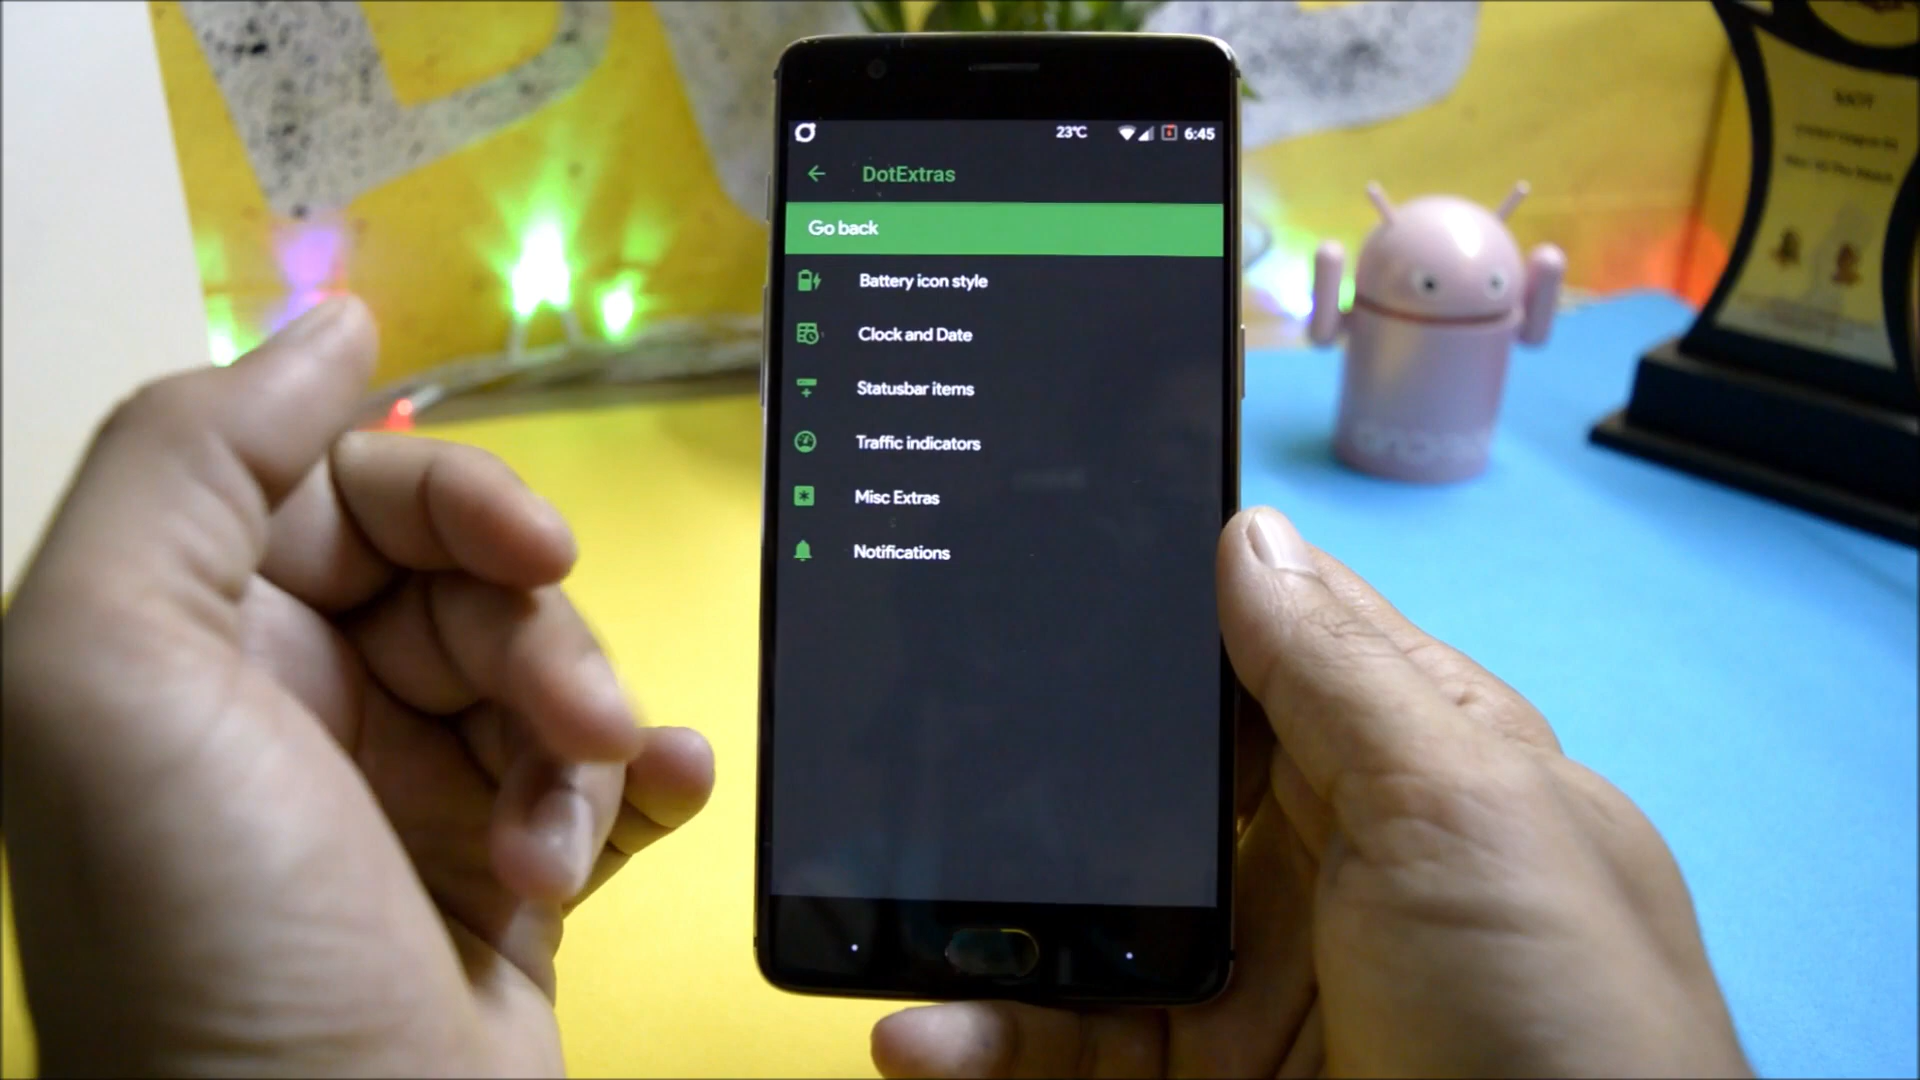 23°C 6:45
DotExtras
Go back
Battery icon style
Clock and Date
Statusbar items
Traffic indicators
Misc Extras
Notifications